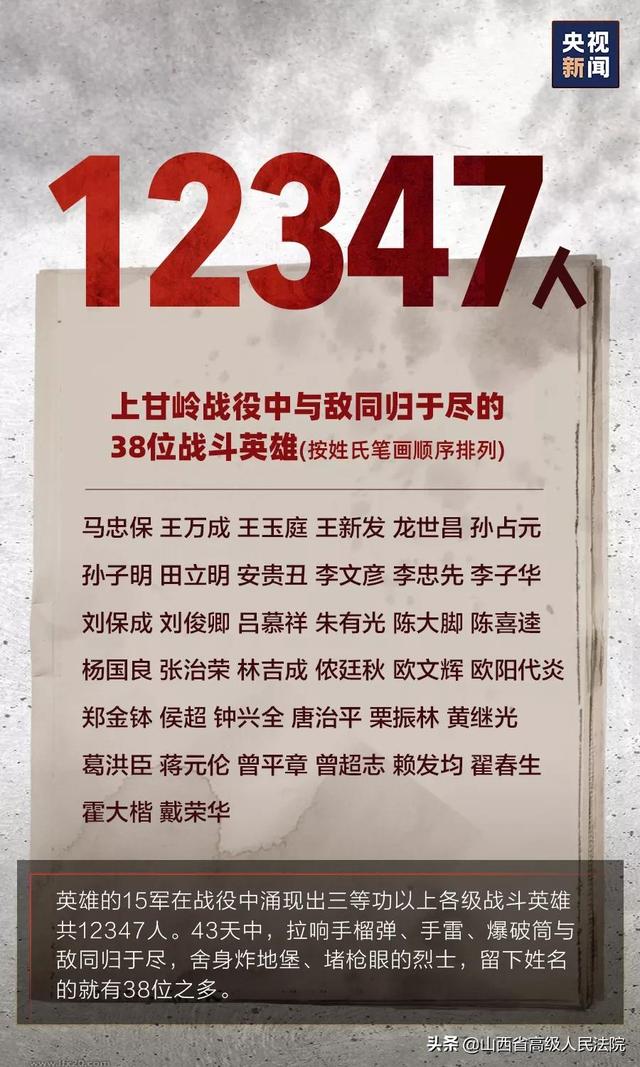 央视
新闻
12347人
上甘岭战役中与敌同归于尽的
38位战斗英雄(按姓氏笔画顺序排列)
马忠保 王万成 王玉庭 王新发 龙世昌 孙占元
孙子明 田立明 安贵丑 李文彦 李忠先 李子华
刘保成 刘俊卿 吕慕祥 朱有光 陈大脚 陈喜逵
杨国良 张治荣 林吉成 侬廷秋 欧文辉 欧阳代炎
郑金钵 侯超 钟兴全 唐治平 栗振林 黄继光
葛洪臣 蒋元伦 曾平章 曾超志 赖发均 翟春生
霍大楷 戴荣华
英雄的15军在战役中涌现出三等功以上各级战斗英雄
共12347人。43天中，拉响手榴弹、手雷、爆破筒与
敌同归于尽，舍身炸地堡、堵枪眼的烈士，留下姓名
的就有38位之多。
头条 @山西省高级人民法院